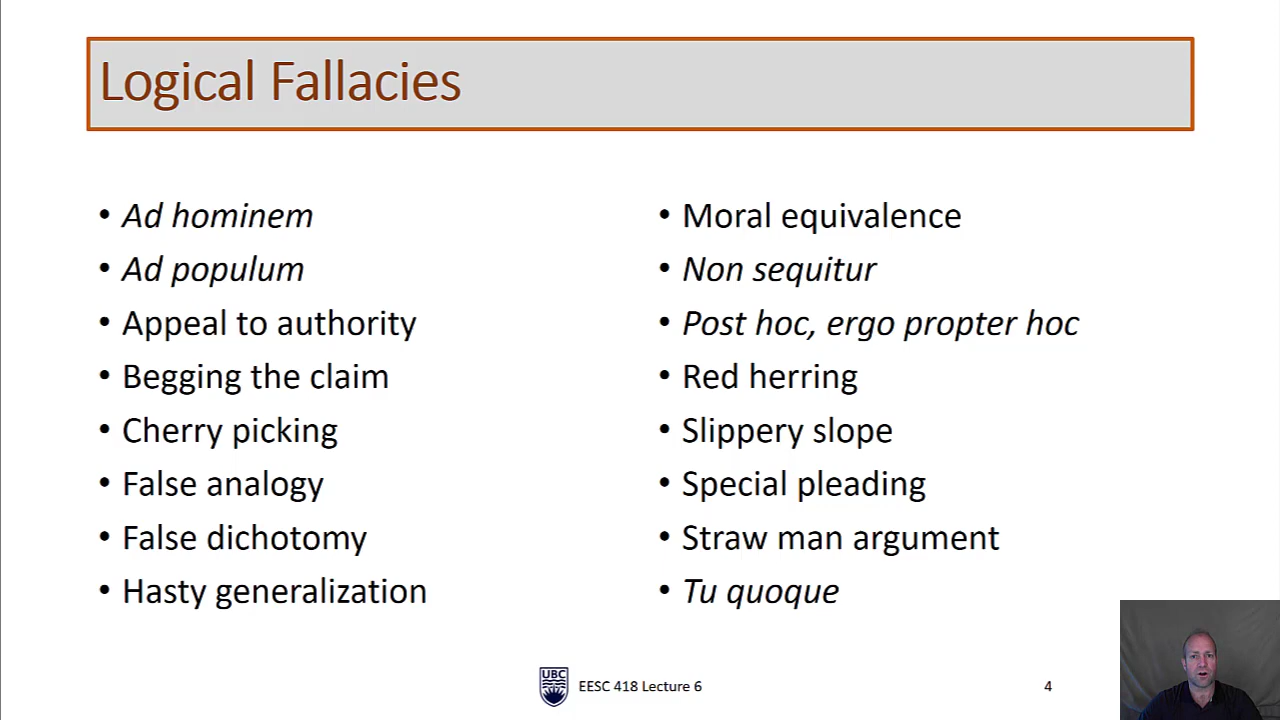 Logical Fallacies
• Ad hominem
• Ad populum
• Appeal to authority
• Begging the claim
• Cherry picking
• False analogy
• False dichotomy
• Hasty generalization
• Moral equivalence
• Non sequitur
• Post hoc, ergo propter hoc
• Red herring
• Slippery slope
• Special pleading
• Straw man argument
• Tu quoque
UBC
EESC 418 Lecture 6
4